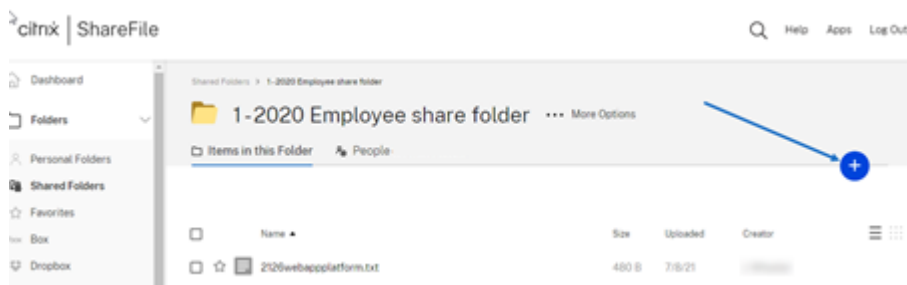 citrix | ShareFile
Help Apps Log Out
Dashboard
Folders
Personal Folders
Shared Folders
Favorites
Box
Dropbox
Shared Folders > 1-2020 Employee share folder
1-2020 Employee share folder ••• More Options
Items in this Folder People
Name Size Uploaded Creator
2126webappplatform.txt 480 B 7/8/21